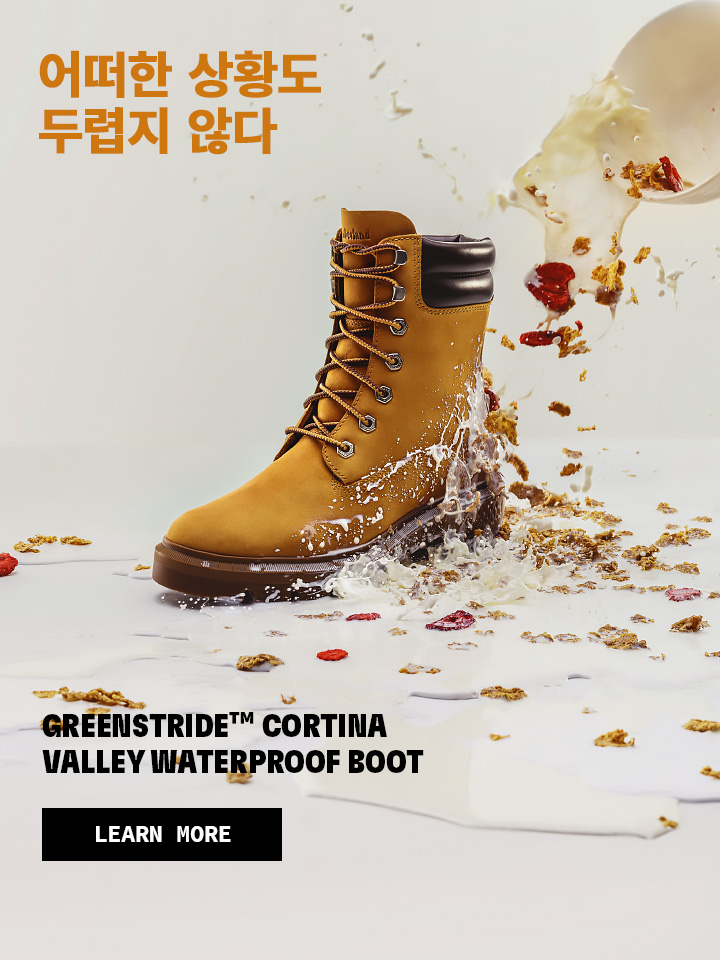 어떠한 상황도
두렵지 않다
GREENSTRIDE™ CORTINA
VALLEY WATERPROOF BOOT
LEARN MORE